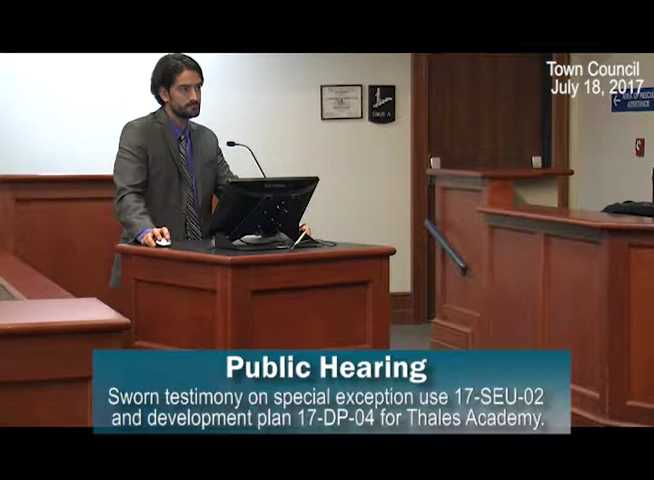 Town Council
July 18, 2017
ASSISTANCE
Public Hearing
Sworn testimony on special exception use 17-SEU-02
and development plan 17-DP-04 for Thales Academy.